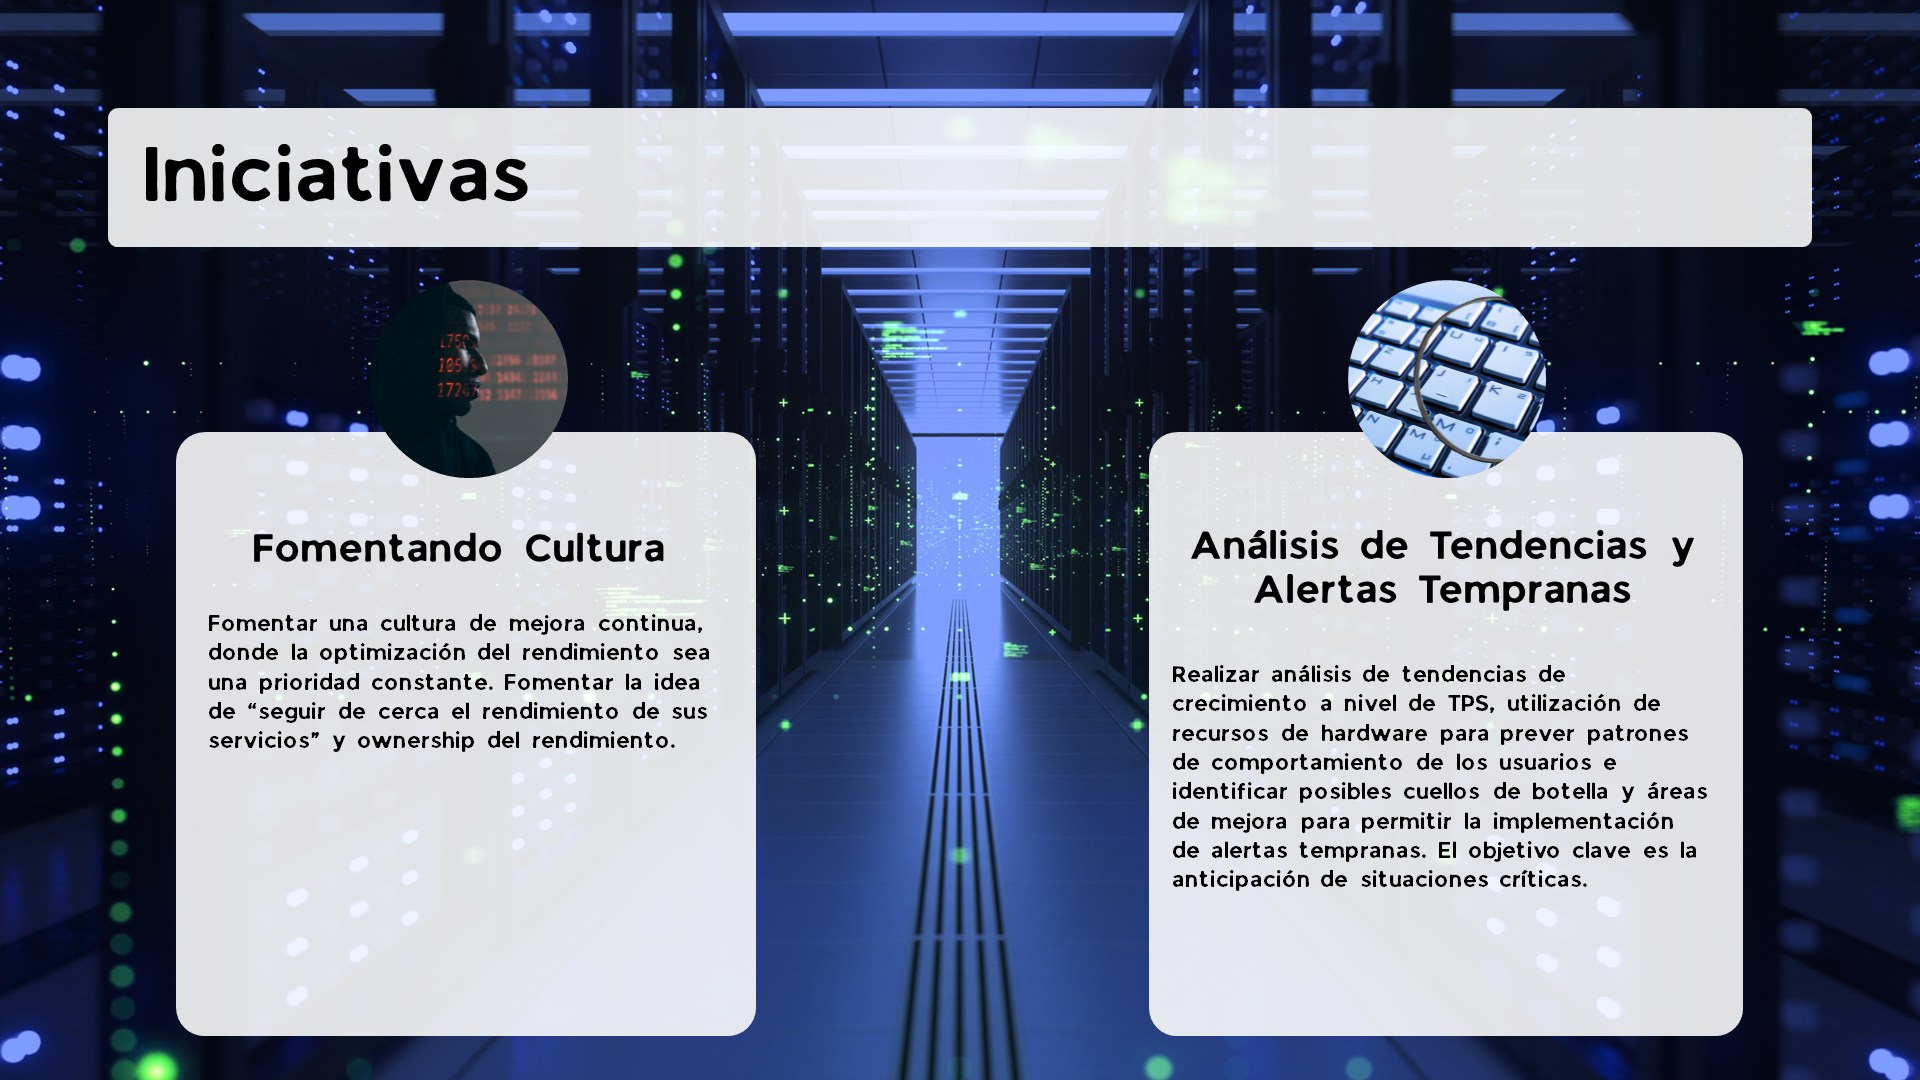 Iniciativas
Fomentando Cultura
Fomentar una cultura de mejora continua,
donde la optimización del rendimiento sea
una prioridad constante. Fomentar la idea
de “seguir de cerca el rendimiento de sus
servicios” y ownership del rendimiento.
Análisis de Tendencias y
Alertas Tempranas
Realizar análisis de tendencias de
crecimiento a nivel de TPS, utilización de
recursos de hardware para prever patrones
de comportamiento de los usuarios e
identificar posibles cuellos de botella y áreas
de mejora para permitir la implementación
de alertas tempranas. El objetivo clave es la
anticipación de situaciones críticas.